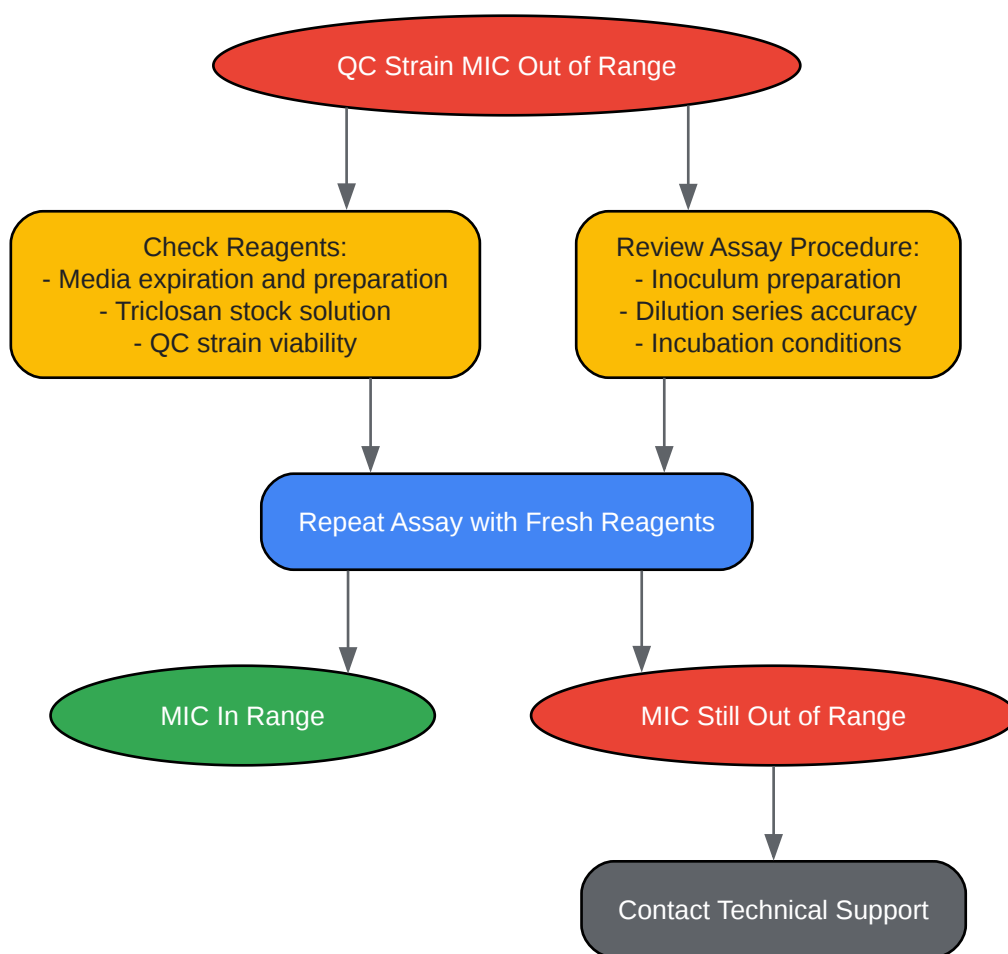 QC Strain MIC Out of Range
Check Reagents:
- Media expiration and preparation
- Triclosan stock solution
- QC strain viability
Review Assay Procedure:
- Inoculum preparation
- Dilution series accuracy
- Incubation conditions
Repeat Assay with Fresh Reagents
MIC In Range
MIC Still Out of Range
Contact Technical Support